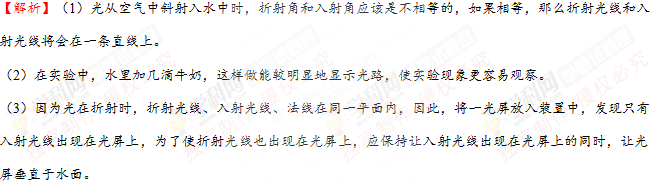 【解析】（1）光从空气中斜射入水中时，折射角和入射角应该是不相等的，如果相等，那么折射光线和入
射光线将会在一条直线上。
（2）在实验中，水里加几滴牛奶，这样做能较明显地显示光路，使实验现象更容易观察。
（3）因为光在折射时，折射光线、入射光线、法线在同一平面内，因此，将一光屏放入装置中，发现只有
入射光线出现在光屏上，为了使折射光线也出现在光屏上，应保持让入射光线出现在光屏上的同时，让光
屏垂直于水面。